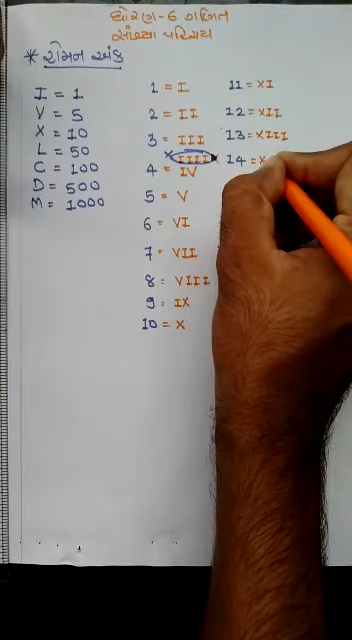 ધોરણ-6 ગણિત
સંખ્યા પરિચય
* રોમન અંક
I = 1
V = 5
X = 10
L = 50
C = 100
D = 500
M = 1000
1 = I
2 = II
3 = III
x IIII
4 = IV
5 = V
6 = VI
7 = VII
8 = VIII
9 = IX
10 = X
11 = XI
12 = XII
13 = XIII
14 = X